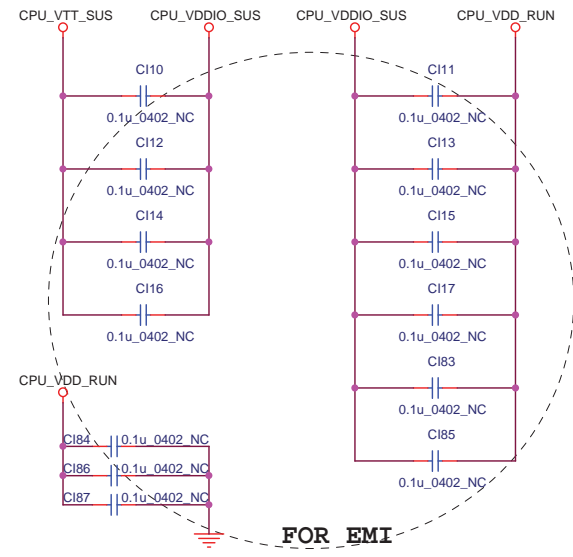 CPU_VTT_SUS CPU_VDDIO_SUS CPU_VDDIO_SUS CPU_VDD_RUN
CI10 CI11
0.1u_0402_NC 0.1u_0402_NC
CI12 CI13
0.1u_0402_NC 0.1u_0402_NC
CI14 CI15
0.1u_0402_NC 0.1u_0402_NC
CI16 CI17
0.1u_0402_NC 0.1u_0402_NC
CPU_VDD_RUN CI83
0.1u_0402_NC
CI84 0.1u_0402_NC CI85
CI86 0.1u_0402_NC 0.1u_0402_NC
CI87 0.1u_0402_NC
FOR EMI